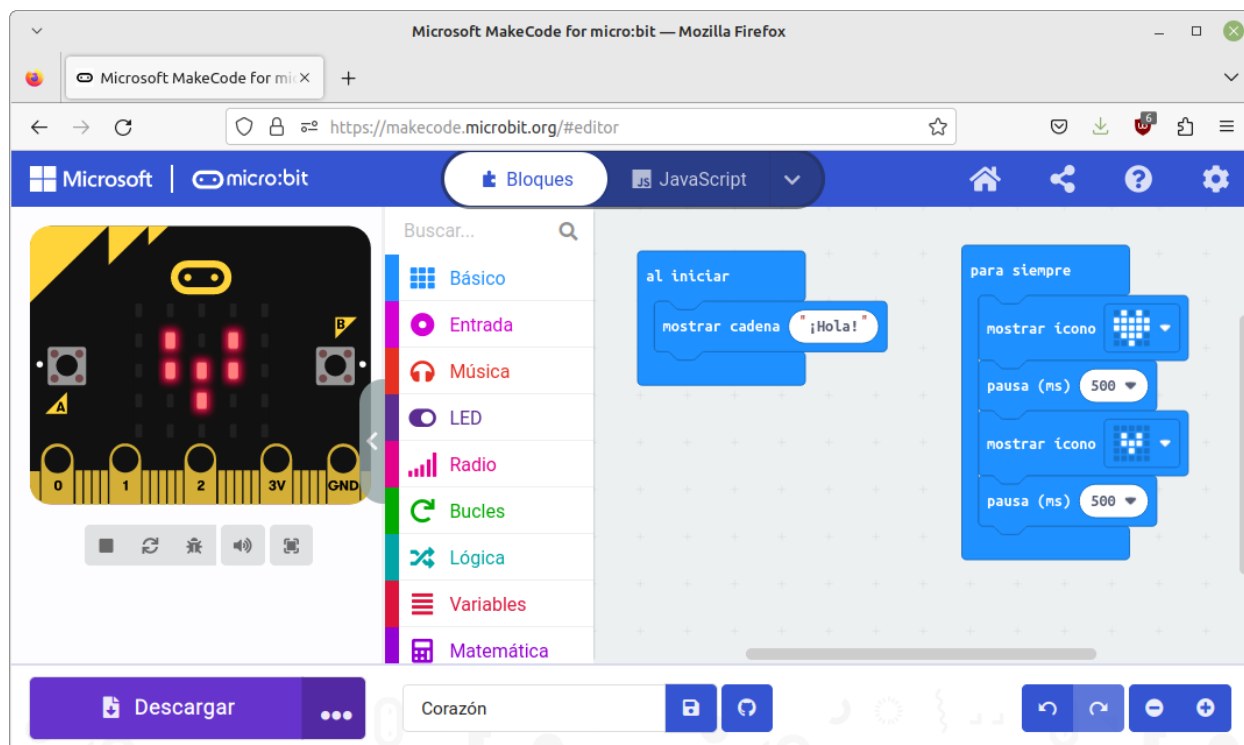 Microsoft MakeCode for micro:bit — Mozilla Firefox
Microsoft MakeCode for mi
https://makecode.microbit.org/#editor
6
Microsoft
micro:bit
Bloques
JS JavaScript
Buscar...
Básico
Entrada
Música
LED
Radio
Bucles
Lógica
Variables
Matemática
B
A
0 1 2 3V GND
al iniciar
mostrar cadena "¡Hola!"
para siempre
mostrar ícono
pausa (ms) 500
mostrar ícono
pausa (ms) 500
Descargar
Corazón